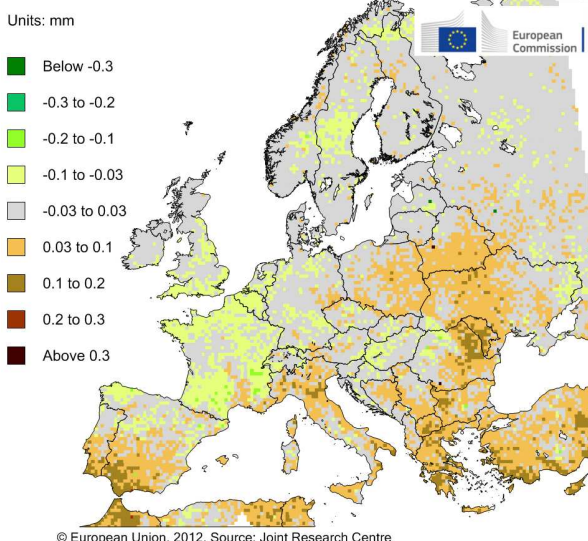 Units: mm
European
Commission
Below -0.3
-0.3 to -0.2
-0.2 to -0.1
-0.1 to -0.03
-0.03 to 0.03
0.03 to 0.1
0.1 to 0.2
0.2 to 0.3
Above 0.3
© European Union, 2012. Source: Joint Research Centre